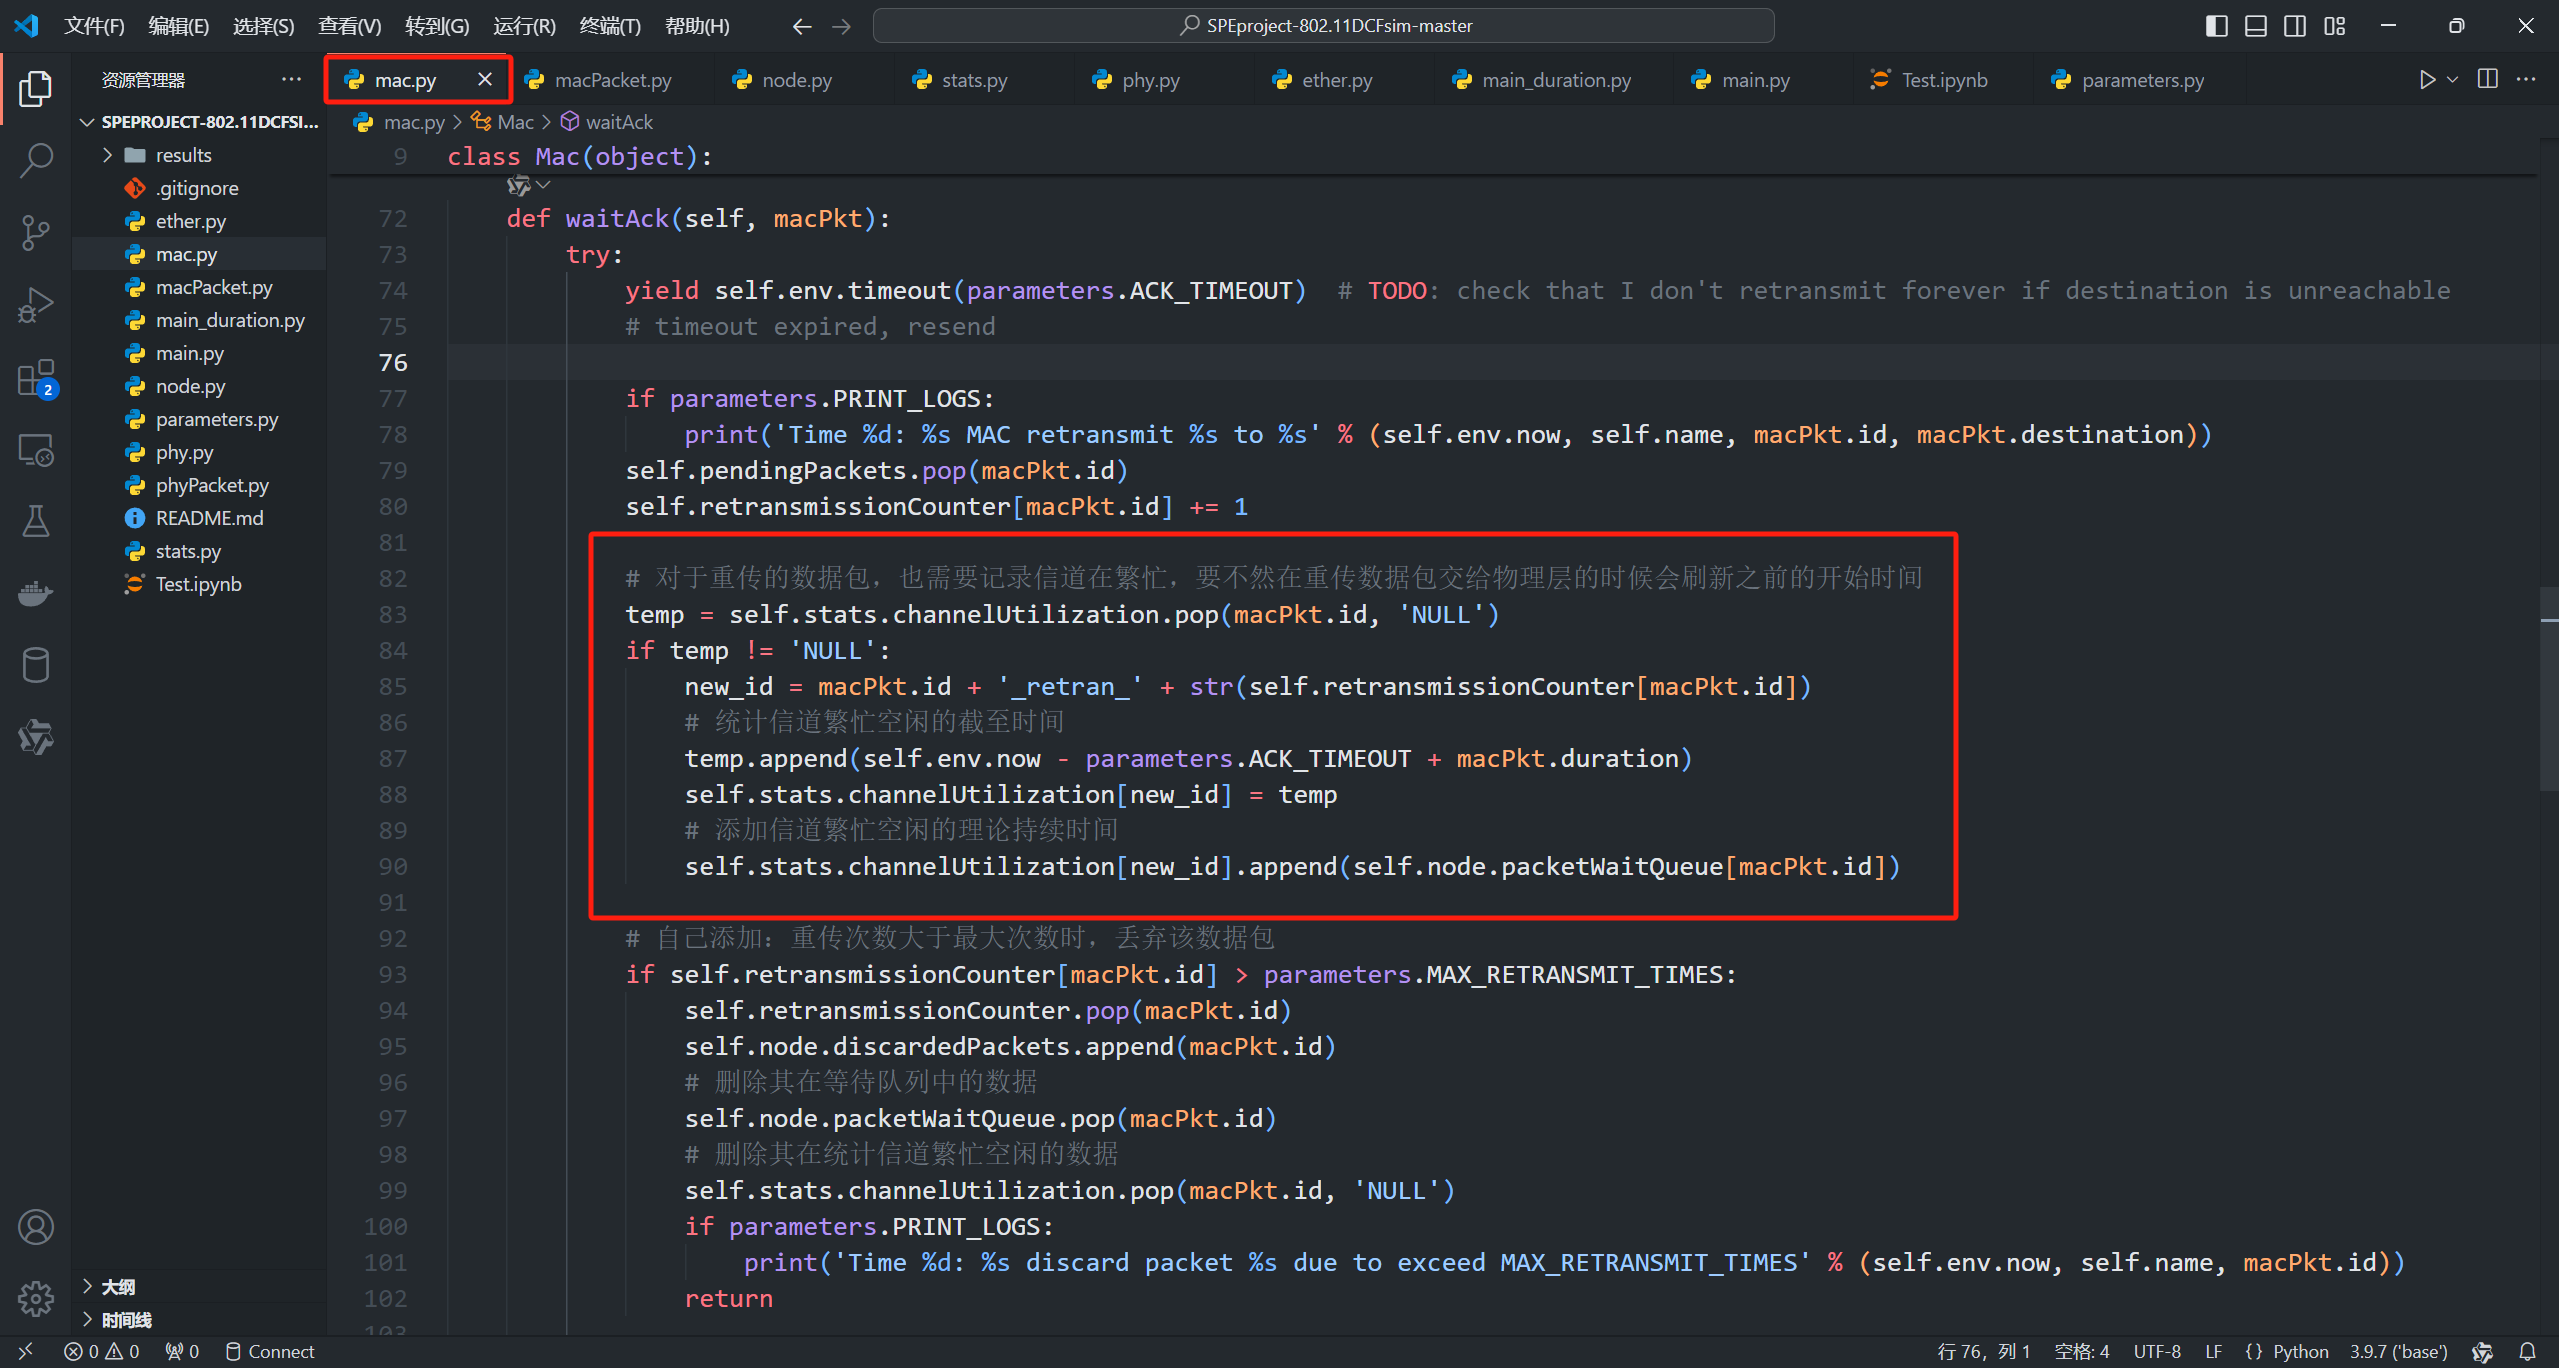 文件(F) 编辑(E) 选择(S) 查看(V) 转到(G) 运行(R) 终端(T) 帮助(H) SPEproject-802.11DCFsim-master
资源管理器
mac.py macPacket.py node.py stats.py phy.py ether.py main_duration.py main.py Test.ipynb parameters.py
SPEPROJECT-802.11DCFSI...
results
.gitignore
ether.py
mac.py
macPacket.py
main_duration.py
main.py
node.py
parameters.py
phy.py
phyPacket.py
README.md
stats.py
Test.ipynb
大纲
时间线
2
mac.py > Mac > waitAck
9 class Mac(object):
72 def waitAck(self, macPkt):
73 try:
74 yield self.env.timeout(parameters.ACK_TIMEOUT) # TODO: check that I don't retransmit forever if destination is unreachable
75 # timeout expired, resend
76
77 if parameters.PRINT_LOGS:
78 print('Time %d: %s MAC retransmit %s to %s' % (self.env.now, self.name, macPkt.id, macPkt.destination))
79 self.pendingPackets.pop(macPkt.id)
80 self.retransmissionCounter[macPkt.id] += 1
81
82 # 对于重传的数据包，也需要记录信道在繁忙，要不然在重传数据包交给物理层的时候会刷新之前的开始时间
83 temp = self.stats.channelUtilization.pop(macPkt.id, 'NULL')
84 if temp != 'NULL':
85 new_id = macPkt.id + '_retran_' + str(self.retransmissionCounter[macPkt.id])
86 # 统计信道繁忙空闲的截至时间
87 temp.append(self.env.now - parameters.ACK_TIMEOUT + macPkt.duration)
88 self.stats.channelUtilization[new_id] = temp
89 # 添加信道繁忙空闲的理论持续时间
90 self.stats.channelUtilization[new_id].append(self.node.packetWaitQueue[macPkt.id])
91
92 # 自己添加：重传次数大于最大次数时，丢弃该数据包
93 if self.retransmissionCounter[macPkt.id] > parameters.MAX_RETRANSMIT_TIMES:
94 self.retransmissionCounter.pop(macPkt.id)
95 self.node.discardedPackets.append(macPkt.id)
96 # 删除其在等待队列中的数据
97 self.node.packetWaitQueue.pop(macPkt.id)
98 # 删除其在统计信道繁忙空闲的数据
99 self.stats.channelUtilization.pop(macPkt.id, 'NULL')
100 if parameters.PRINT_LOGS:
101 print('Time %d: %s discard packet %s due to exceed MAX_RETRANSMIT_TIMES' % (self.env.now, self.name, macPkt.id))
102 return
103
0 0 0 Connect 行 76，列 1 空格: 4 UTF-8 LF {} Python 3.9.7 ('base')